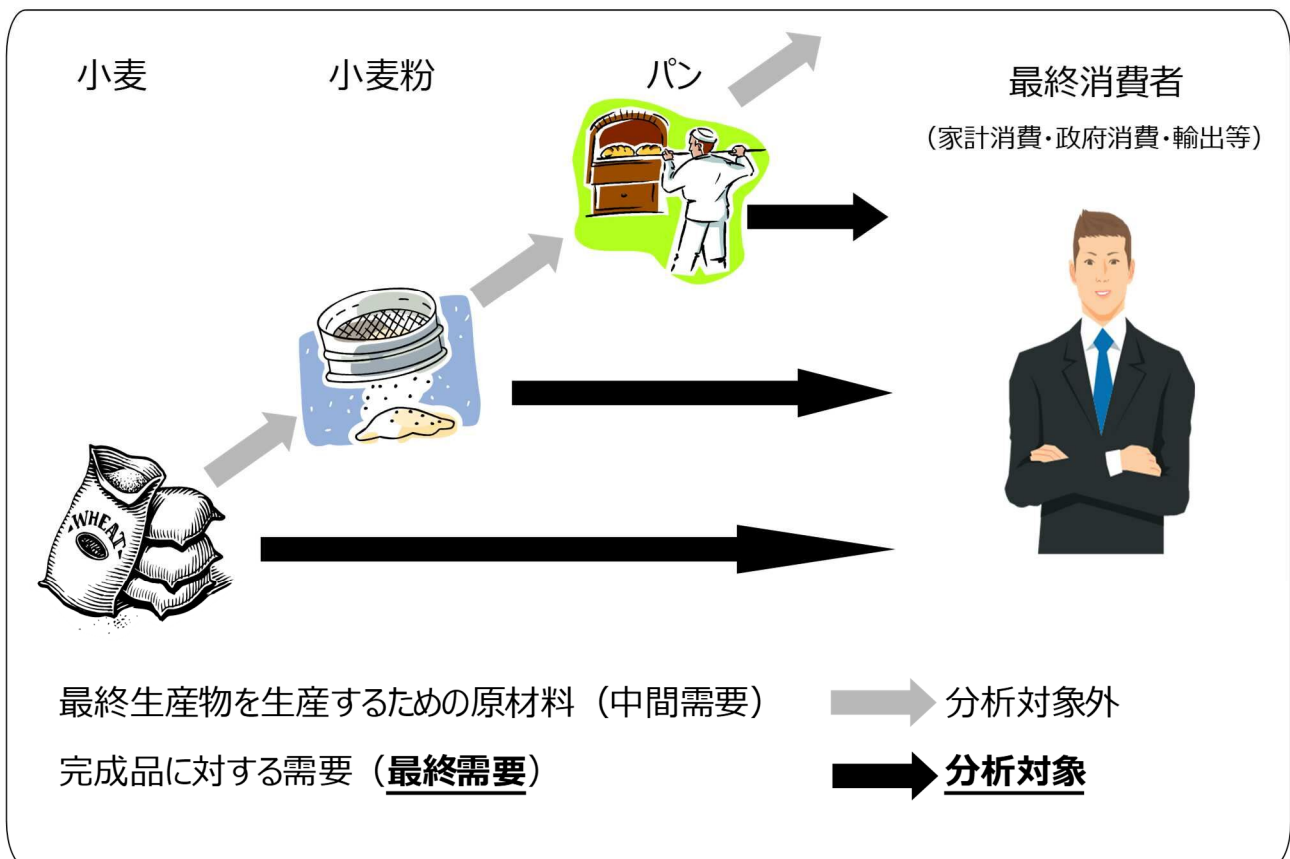 小麦
小麦粉
パン
最終消費者
（家計消費・政府消費・輸出等）
WHEAT
最終生産物を生産するための原材料（中間需要）
分析対象外
完成品に対する需要（最終需要）
分析対象